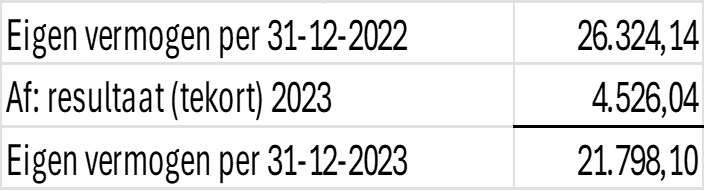 Eigen vermogen per 31-12-2022 26.324,14
Af: resultaat (tekort) 2023 4.526,04
Eigen vermogen per 31-12-2023 21.798,10